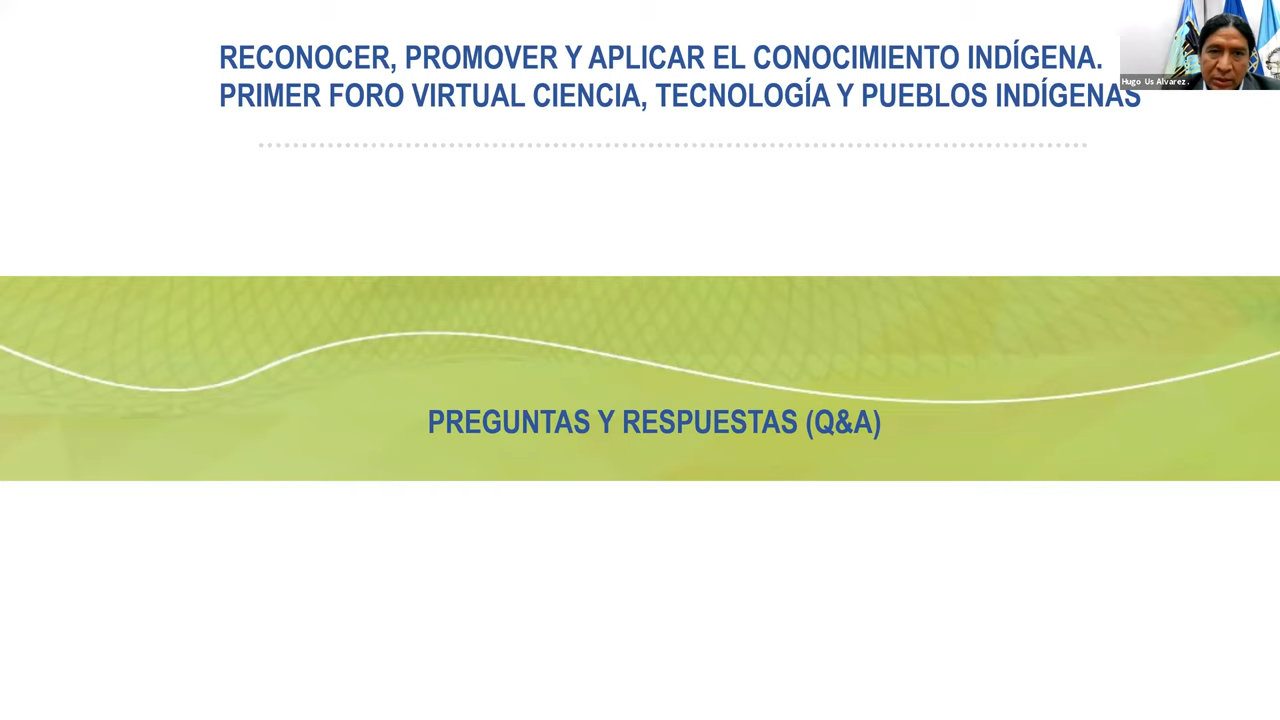 RECONOCER, PROMOVER Y APLICAR EL CONOCIMIENTO INDÍGENA.
PRIMER FORO VIRTUAL CIENCIA, TECNOLOGÍA Y PUEBLOS INDÍGENAS
Hugo Us Alvarez.
PREGUNTAS Y RESPUESTAS (Q&A)